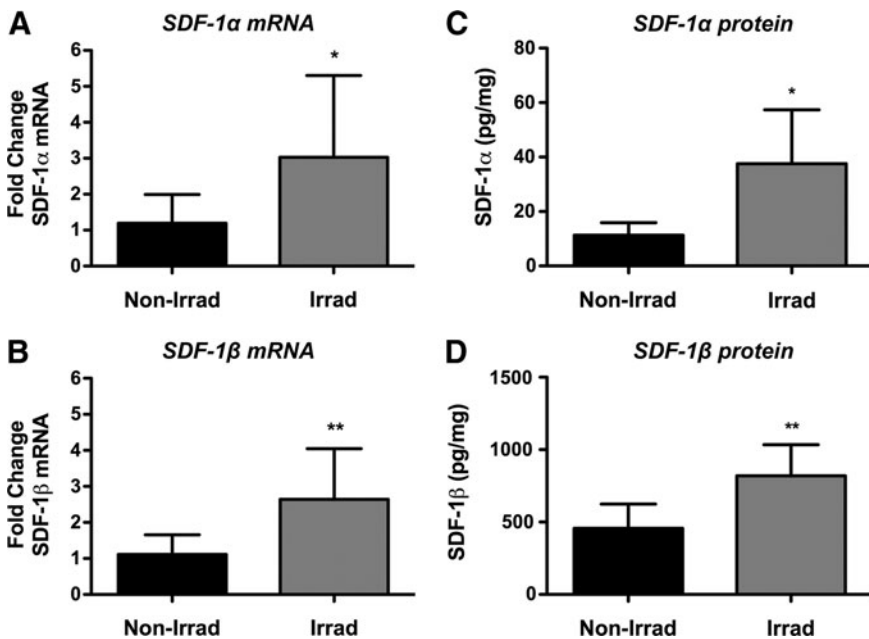 A
SDF-1α mRNA
Fold Change
SDF-1α mRNA
6
5
4
3
2
1
0
*
Non-Irrad
Irrad
C
SDF-1α protein
SDF-1α (pg/mg)
80
60
40
20
0
*
Non-Irrad
Irrad
B
SDF-1β mRNA
Fold Change
SDF-1β mRNA
6
5
4
3
2
1
0
**
Non-Irrad
Irrad
D
SDF-1β protein
SDF-1β (pg/mg)
1500
1000
500
0
**
Non-Irrad
Irrad